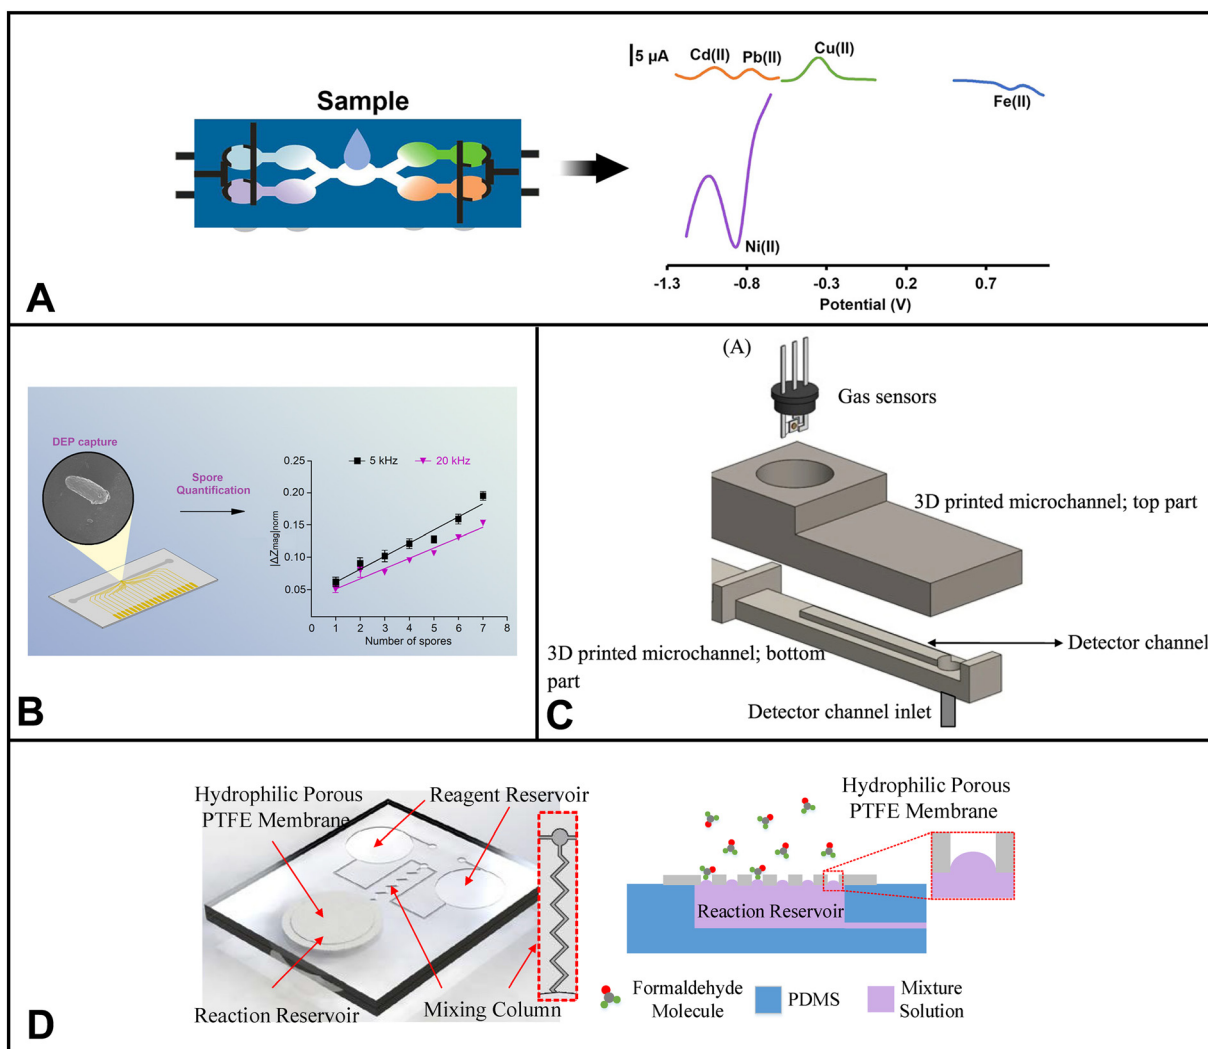 Sample
5 µA
Cd(II)
Pb(II)
Cu(II)
Fe(II)
Ni(II)
-1.3
-0.8
-0.3
0.2
0.7
Potential (V)
A
DEP capture
Spore
Quantification
5 kHz
20 kHz
0.25
0.20
0.15
0.10
0.05
|ΔZmag|norm
0 1 2 3 4 5 6 7 8
Number of spores
B
(A)
Gas sensors
3D printed microchannel; top part
Detector channel
3D printed microchannel; bottom
part
Detector channel inlet
C
Hydrophilic Porous
PTFE Membrane
Reagent Reservoir
Reaction Reservoir
Mixing Column
Hydrophilic Porous
PTFE Membrane
Reaction Reservoir
Formaldehyde
Molecule
PDMS
Mixture
Solution
D